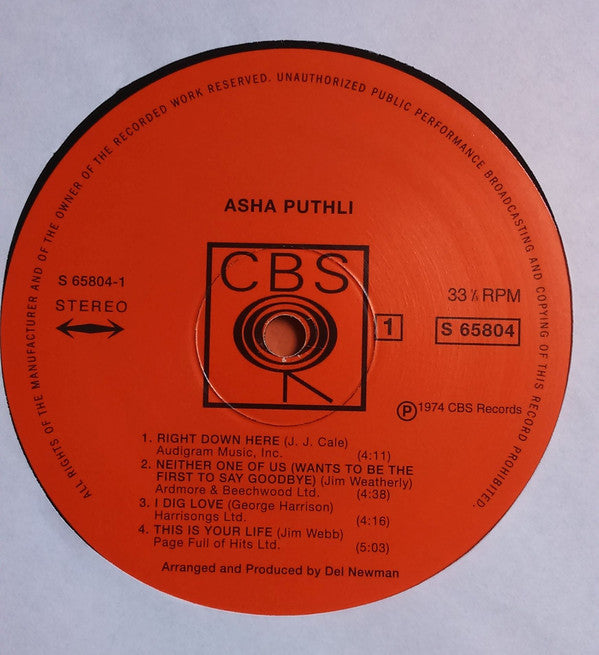 ALL RIGHTS OF THE MANUFACTURER AND OF THE OWNER OF THE RECORDED WORK RESERVED. UNAUTHORIZED PUBLIC PERFORMANCE BROADCASTING AND COPYING OF THIS RECORD PROHIBITED.
ASHA PUTHLI
CBS
S 65804-1
STEREO
33 ⅓ RPM
1
S 65804
℗ 1974 CBS Records
1. RIGHT DOWN HERE (J. J. Cale)
Audigram Music, Inc. (4:11)
2. NEITHER ONE OF US (WANTS TO BE THE
FIRST TO SAY GOODBYE) (Jim Weatherly)
Ardmore & Beechwood Ltd. (4:38)
3. I DIG LOVE (George Harrison)
Harrisongs Ltd. (4:16)
4. THIS IS YOUR LIFE (Jim Webb)
Page Full of Hits Ltd. (5:03)
Arranged and Produced by Del Newman